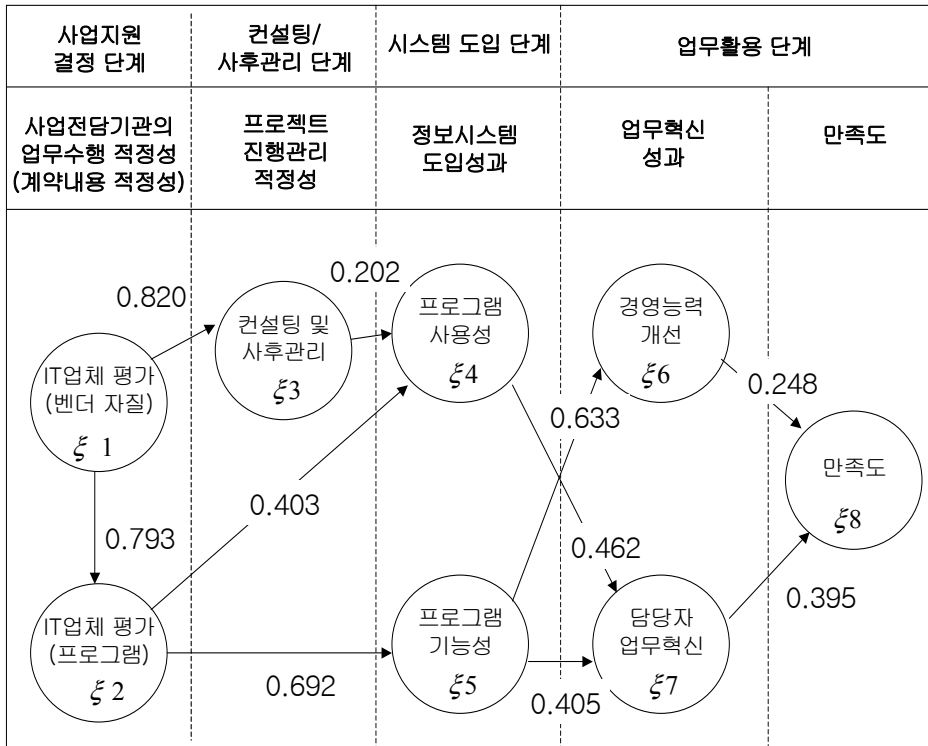 사업지원
결정 단계
컨설팅/
사후관리 단계
시스템 도입 단계
업무활용 단계
사업전담기관의
업무수행 적정성
(계약내용 적정성)
프로젝트
진행관리
적정성
정보시스템
도입성과
업무혁신
성과
만족도
0.820
0.202
IT업체 평가
(벤더 자질)
ξ 1
컨설팅 및
사후관리
ξ3
프로그램
사용성
ξ4
경영능력
개선
ξ6
0.248
0.633
만족도
ξ8
0.793
0.403
0.462
0.395
IT업체 평가
(프로그램)
ξ 2
0.692
프로그램
기능성
ξ5
0.405
담당자
업무혁신
ξ7